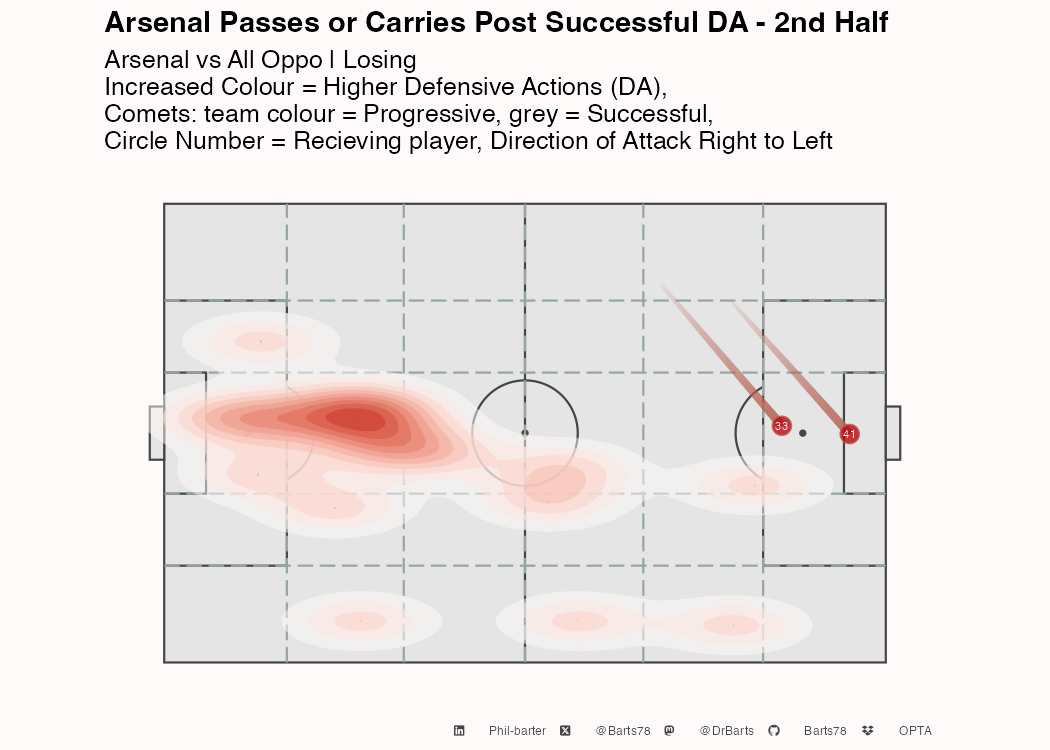 Arsenal Passes or Carries Post Successful DA - 2nd Half
Arsenal vs All Oppo | Losing
Increased Colour = Higher Defensive Actions (DA),
Comets: team colour = Progressive, grey = Successful,
Circle Number = Recieving player, Direction of Attack Right to Left
33
41
Phil-barter @Barts78 @DrBarts Barts78 OPTA